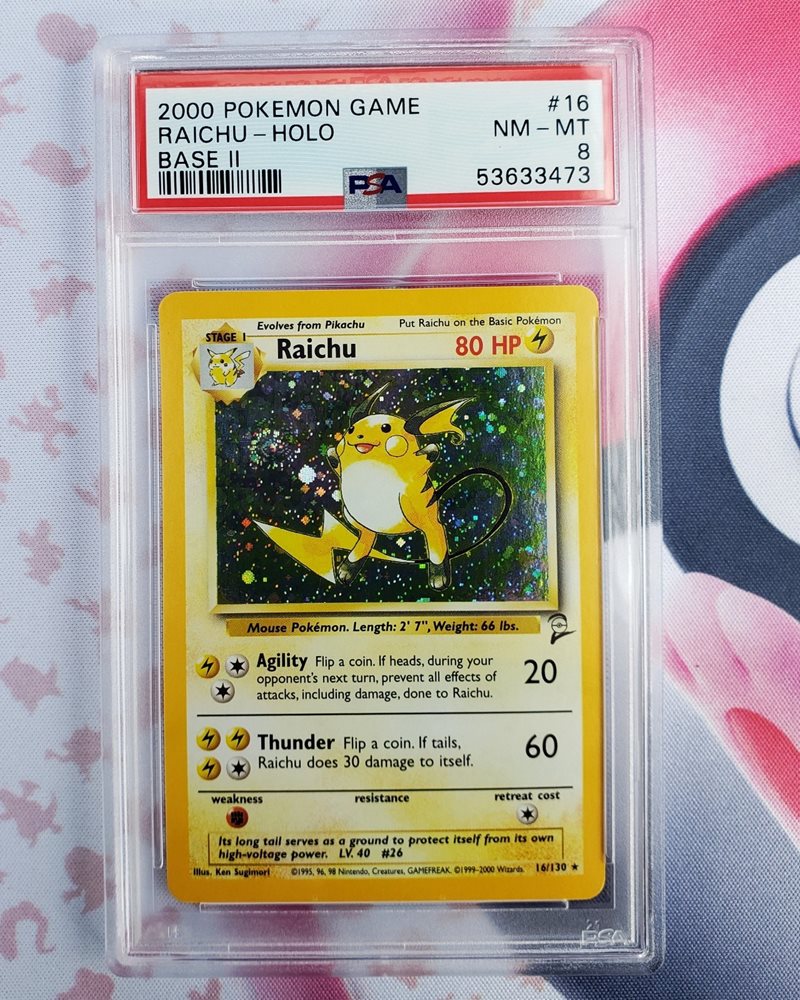 2000 POKEMON GAME #16
RAICHU – HOLO NM – MT
BASE II 8
PSA 53633473
Evolves from Pikachu Put Raichu on the Basic Pokémon
STAGE 1
Raichu 80 HP
Mouse Pokémon. Length: 2' 7", Weight: 66 lbs.
Agility Flip a coin. If heads, during your
opponent's next turn, prevent all effects of
attacks, including damage, done to Raichu.
20
Thunder Flip a coin. If tails,
Raichu does 30 damage to itself.
60
weakness resistance retreat cost
Its long tail serves as a ground to protect itself from its own
high-voltage power. LV. 40 #26
Illus. Ken Sugimori ©1995, 96, 98 Nintendo, Creatures, GAMEFREAK. ©1999-2000 Wizards. 16/130 ★
PSA